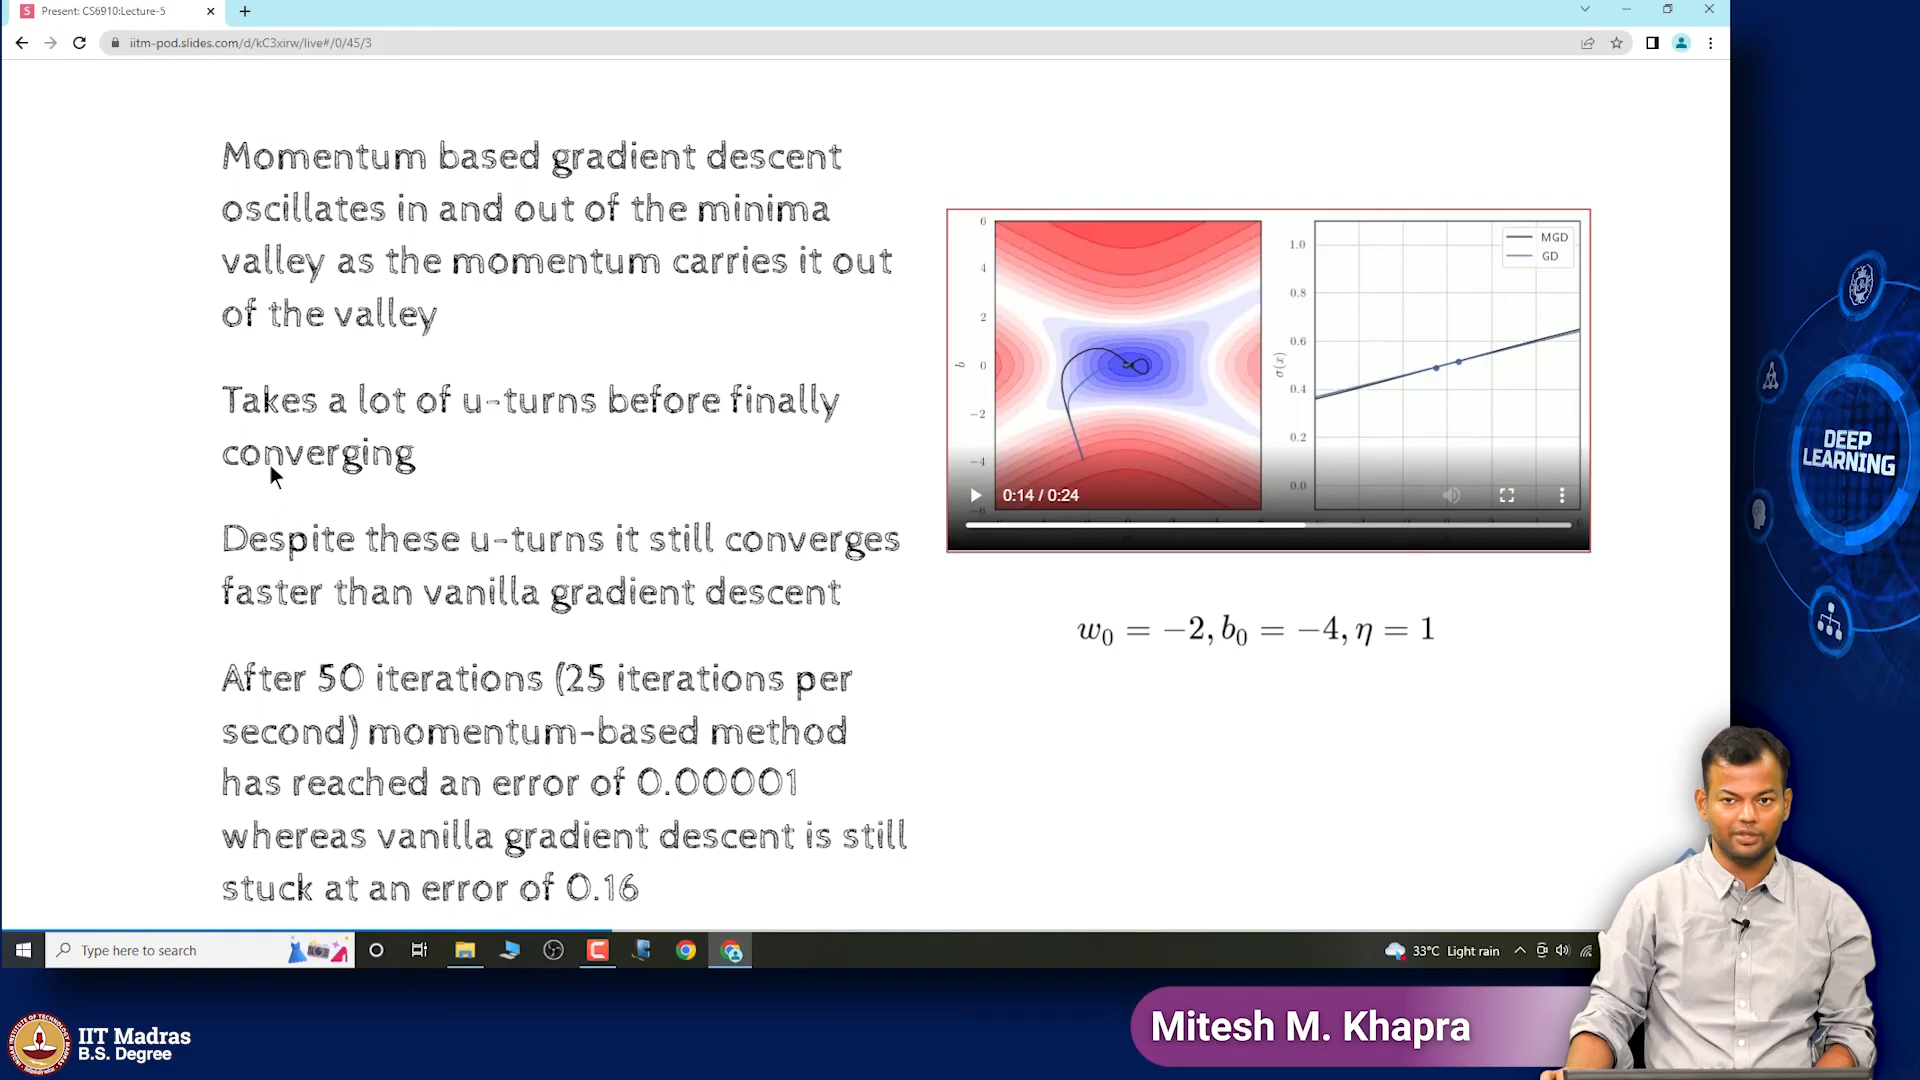 Present: CS6910:Lecture-5
iitm-pod.slides.com/d/kC3xirw/live#/0/45/3
Momentum based gradient descent
oscillates in and out of the minima
valley as the momentum carries it out
of the valley
Takes a lot of u-turns before finally
converging
Despite these u-turns it still converges
faster than vanilla gradient descent
After 50 iterations (25 iterations per
second) momentum-based method
has reached an error of 0.00001
whereas vanilla gradient descent is still
stuck at an error of 0.16
6
4
2
0
−2
−4
−6
b
1.0
0.8
0.6
0.4
0.2
0.0
σ(x)
MGD
GD
0:14 / 0:24
w₀ = −2, b₀ = −4, η = 1
DEEP
LEARNING
Type here to search
33°C Light rain
IIT Madras
B.S. Degree
Mitesh M. Khapra